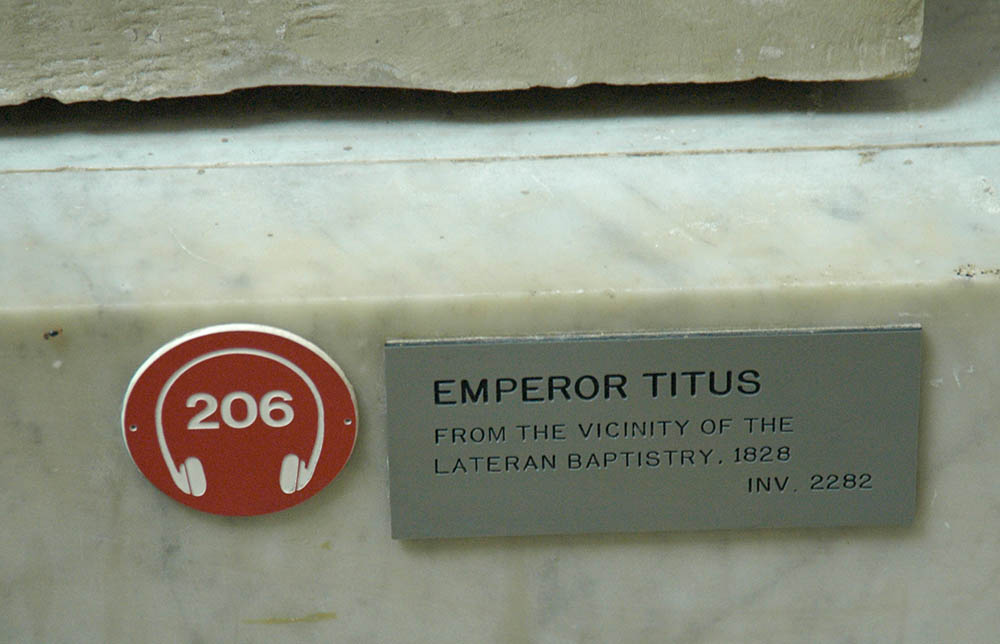 206
EMPEROR TITUS
FROM THE VICINITY OF THE
LATERAN BAPTISTRY, 1828
INV. 2282